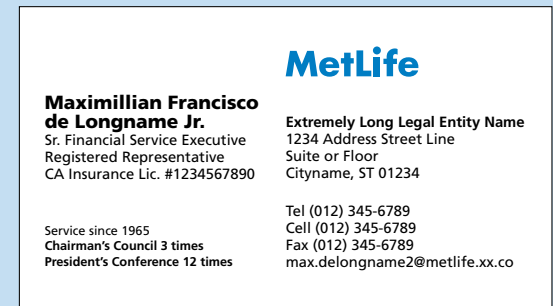 MetLife
Maximillian Francisco
de Longname Jr.
Sr. Financial Service Executive
Registered Representative
CA Insurance Lic. #1234567890
Service since 1965
Chairman's Council 3 times
President's Conference 12 times
Extremely Long Legal Entity Name
1234 Address Street Line
Suite or Floor
Cityname, ST 01234
Tel (012) 345-6789
Cell (012) 345-6789
Fax (012) 345-6789
max.delongname2@metlife.xx.co